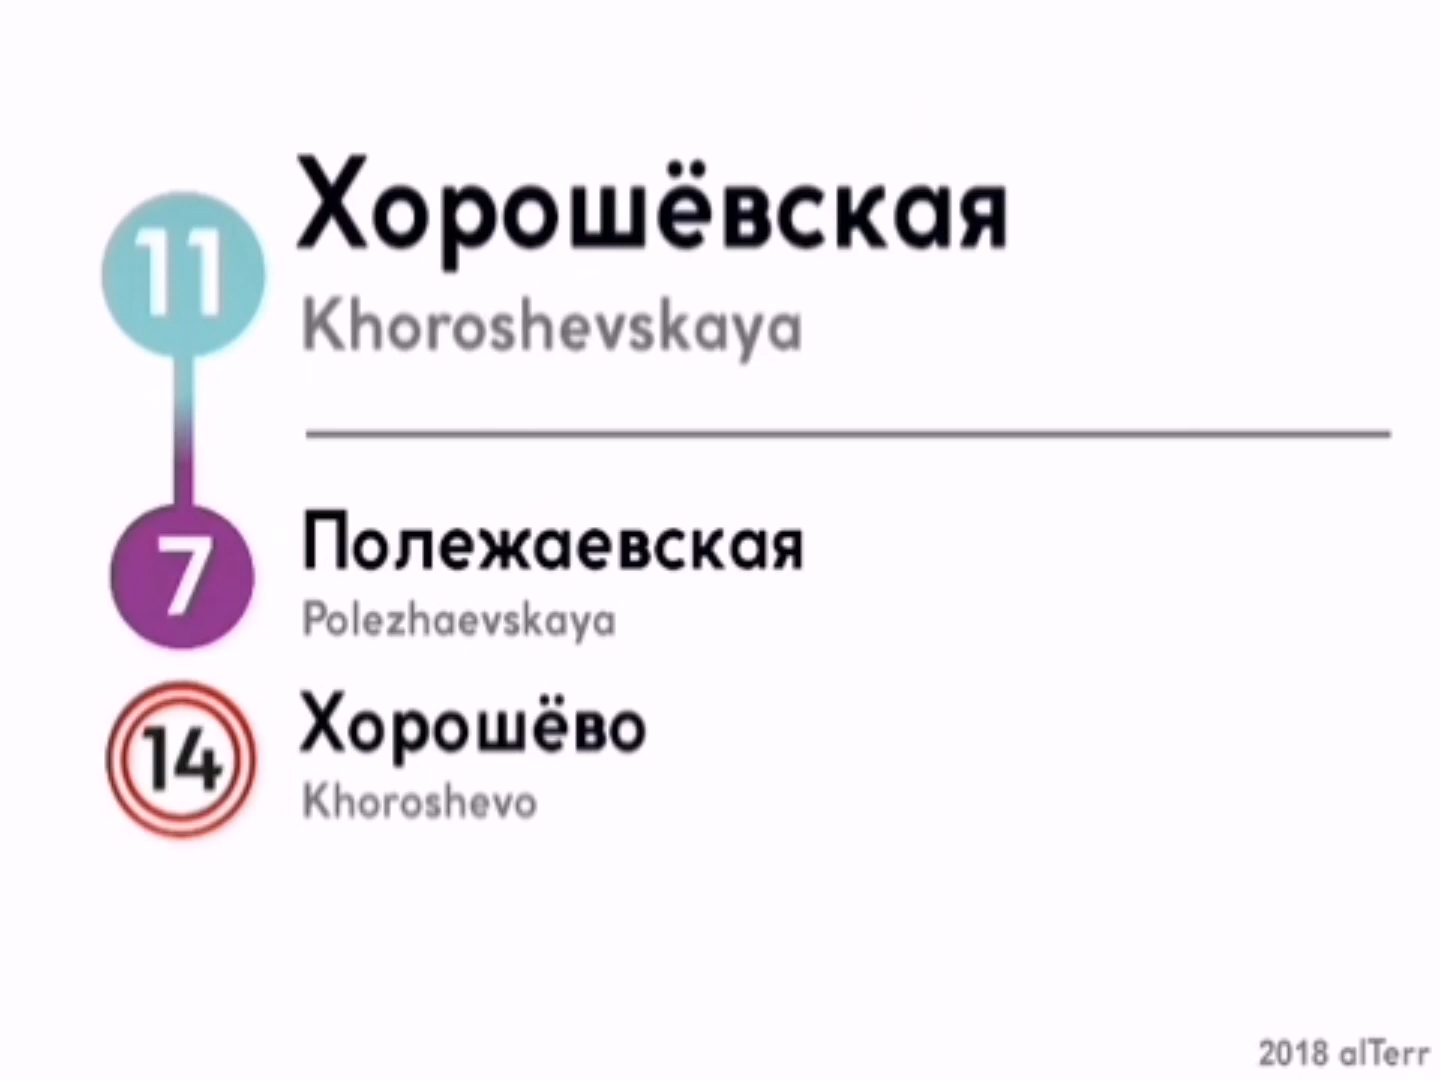 11
Хорошёвская
Khoroshevskaya
7
Полежаевская
Polezhaevskaya
14
Хорошёво
Khoroshevo
2018 alTerr